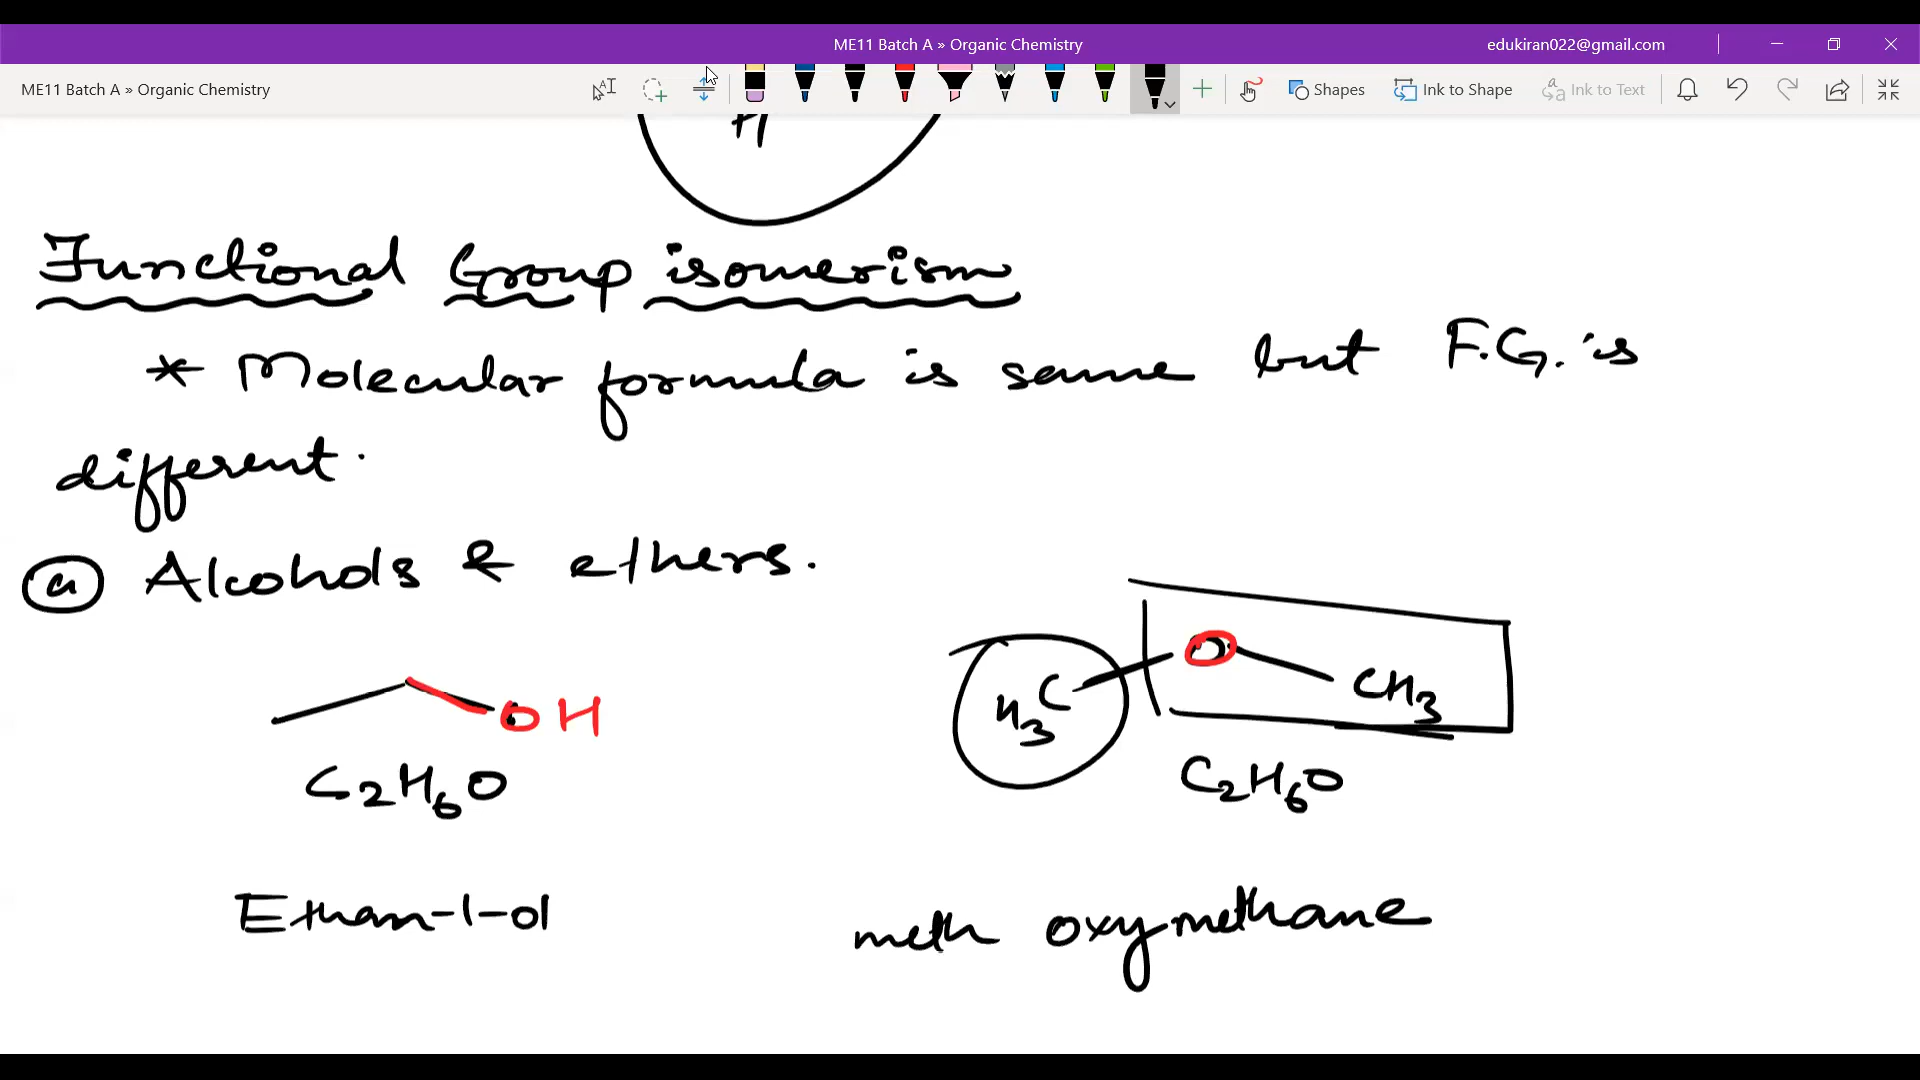 ME11 Batch A » Organic Chemistry
edukiran022@gmail.com
ME11 Batch A » Organic Chemistry
Shapes
Ink to Shape
Ink to Text
H
Functional Group isomerism
* Molecular formula is same but F.G. is
different.
a Alcohols & ethers.
OH
H3C O CH3
C2H6O
C2H6O
Ethan-1-ol
meth oxymethane